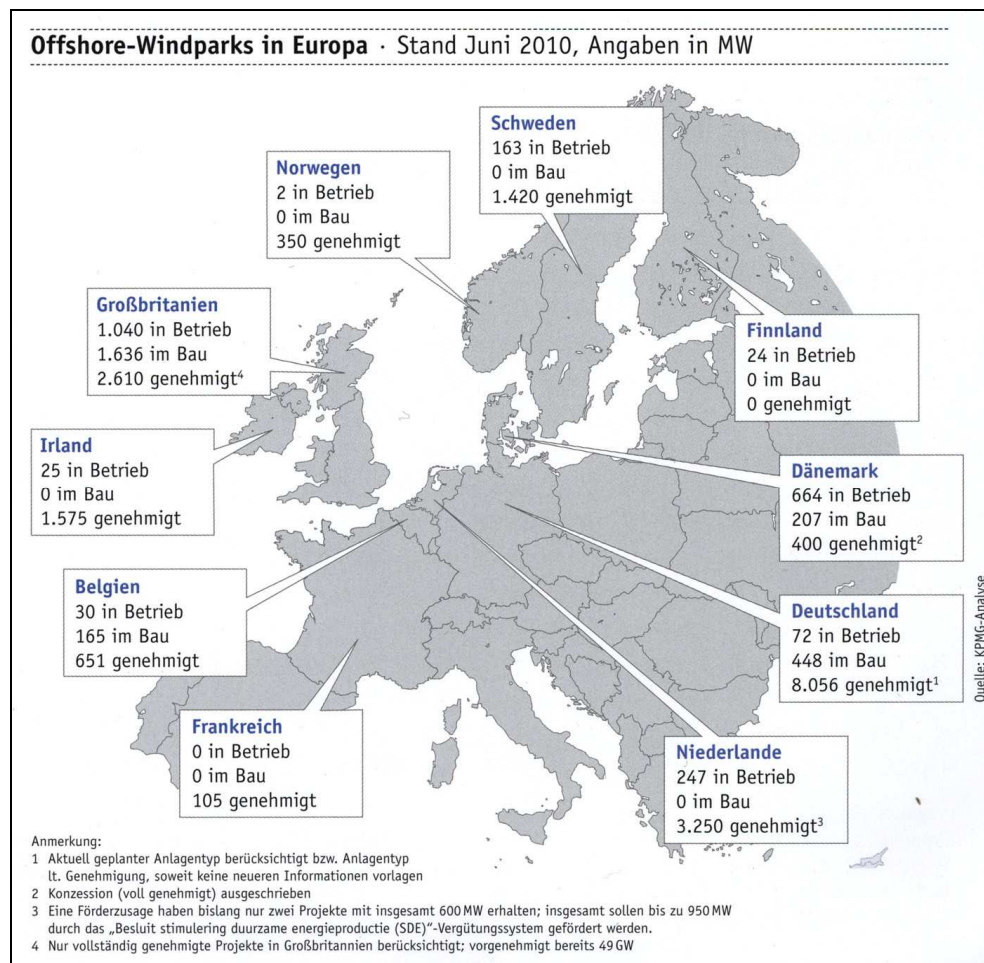 Offshore-Windparks in Europa · Stand Juni 2010, Angaben in MW
Schweden
163 in Betrieb
0 im Bau
1.420 genehmigt
Norwegen
2 in Betrieb
0 im Bau
350 genehmigt
Großbritanien
1.040 in Betrieb
1.636 im Bau
2.610 genehmigt⁴
Finnland
24 in Betrieb
0 im Bau
0 genehmigt
Irland
25 in Betrieb
0 im Bau
1.575 genehmigt
Dänemark
664 in Betrieb
207 im Bau
400 genehmigt²
Belgien
30 in Betrieb
165 im Bau
651 genehmigt
Deutschland
72 in Betrieb
448 im Bau
8.056 genehmigt¹
Frankreich
0 in Betrieb
0 im Bau
105 genehmigt
Niederlande
247 in Betrieb
0 im Bau
3.250 genehmigt³
Quelle: KPMG-Analyse
Anmerkung:
1 Aktuell geplanter Anlagentyp berücksichtigt bzw. Anlagentyp
lt. Genehmigung, soweit keine neueren Informationen vorlagen
2 Konzession (voll genehmigt) ausgeschrieben
3 Eine Förderzusage haben bislang nur zwei Projekte mit insgesamt 600 MW erhalten; insgesamt sollen bis zu 950 MW
durch das „Besluit stimulering duurzame energieproductie (SDE)"-Vergütungssystem gefördert werden.
4 Nur vollständig genehmigte Projekte in Großbritannien berücksichtigt; vorgenehmigt bereits 49 GW